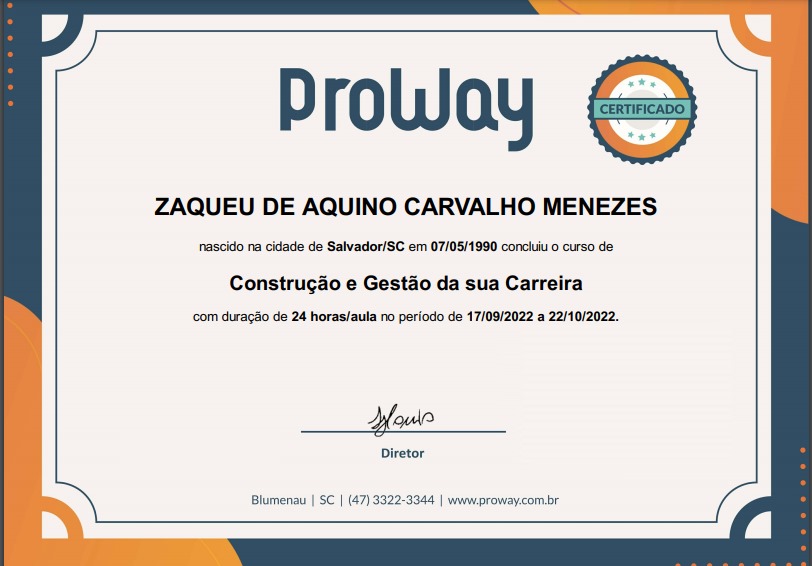 ProWay
CERTIFICADO
ZAQUEU DE AQUINO CARVALHO MENEZES
nascido na cidade de Salvador/SC em 07/05/1990 concluiu o curso de
Construção e Gestão da sua Carreira
com duração de 24 horas/aula no período de 17/09/2022 a 22/10/2022.
Diretor
Blumenau | SC | (47) 3322-3344 | www.proway.com.br